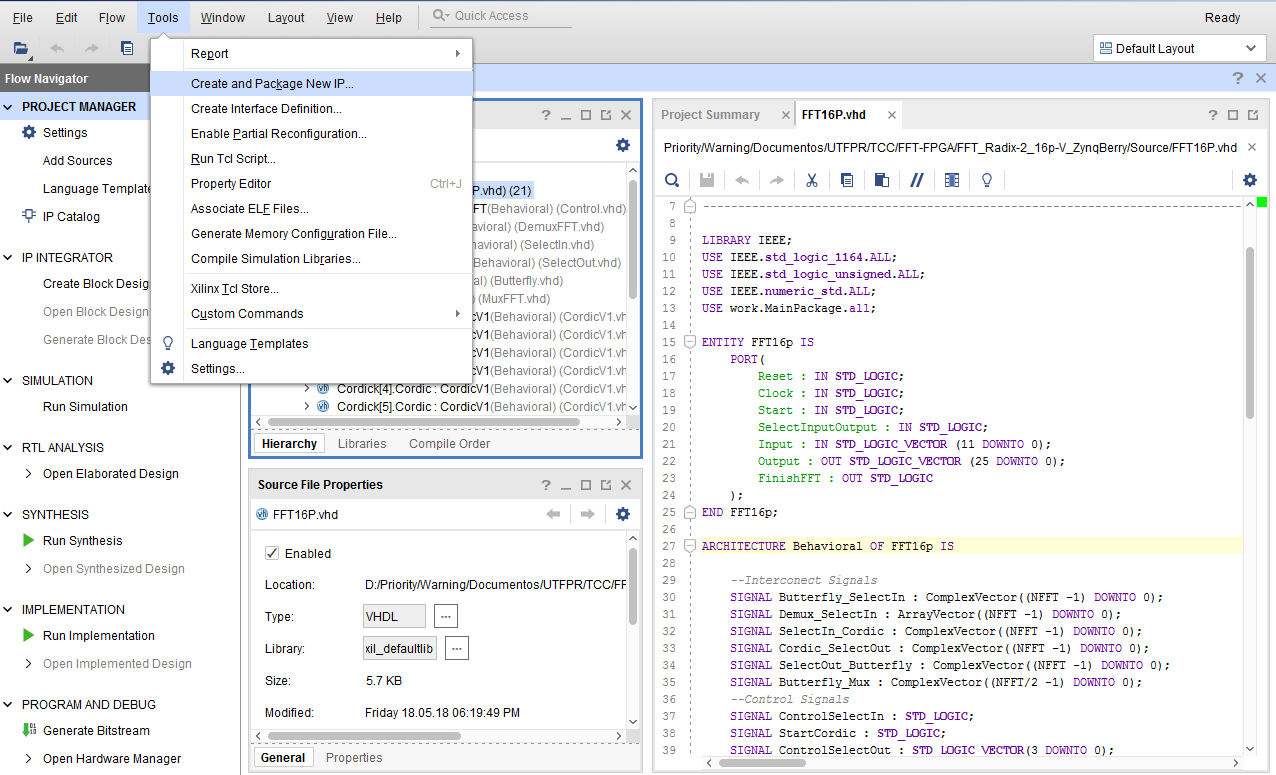 File Edit Flow Tools Window Layout View Help Quick Access Ready
Default Layout
Flow Navigator
PROJECT MANAGER
Settings
Add Sources
Language Template
IP Catalog
IP INTEGRATOR
Create Block Desig
Open Block Design
Generate Block Des
SIMULATION
Run Simulation
RTL ANALYSIS
Open Elaborated Design
SYNTHESIS
Run Synthesis
Open Synthesized Design
IMPLEMENTATION
Run Implementation
Open Implemented Design
PROGRAM AND DEBUG
Generate Bitstream
Open Hardware Manager
Report
Create and Package New IP...
Create Interface Definition...
Enable Partial Reconfiguration...
Run Tcl Script...
Property Editor Ctrl+J
Associate ELF Files...
Generate Memory Configuration File...
Compile Simulation Libraries...
Xilinx Tcl Store...
Custom Commands
Language Templates
Settings...
P.vhd) (21)
FT(Behavioral) (Control.vhd)
avioral) (DemuxFFT.vhd)
havioral) (SelectIn.vhd)
Behavioral) (SelectOut.vhd)
al) (Butterfly.vhd)
(MuxFFT.vhd)
cV1(Behavioral) (CordicV1.vh
cV1(Behavioral) (CordicV1.vh
cV1(Behavioral) (CordicV1.vh
Cordick[4].Cordic : CordicV1(Behavioral) (CordicV1.vh
Cordick[5].Cordic : CordicV1(Behavioral) (CordicV1.vh
Hierarchy Libraries Compile Order
Source File Properties
FFT16P.vhd
Enabled
Location: D:/Priority/Warning/Documentos/UTFPR/TCC/FF
Type: VHDL ...
Library: xil_defaultlib ...
Size: 5.7 KB
Modified: Friday 18.05.18 06:19:49 PM
General Properties
Project Summary FFT16P.vhd
Priority/Warning/Documentos/UTFPR/TCC/FFT-FPGA/FFT_Radix-2_16p-V_ZynqBerry/Source/FFT16P.vhd
7 --------------------------------------------------------------------------------
8
9 LIBRARY IEEE;
10 USE IEEE.std_logic_1164.ALL;
11 USE IEEE.std_logic_unsigned.ALL;
12 USE IEEE.numeric_std.ALL;
13 USE work.MainPackage.all;
14
15 ENTITY FFT16p IS
16 PORT(
17 Reset : IN STD_LOGIC;
18 Clock : IN STD_LOGIC;
19 Start : IN STD_LOGIC;
20 SelectInputOutput : IN STD_LOGIC;
21 Input : IN STD_LOGIC_VECTOR (11 DOWNTO 0);
22 Output : OUT STD_LOGIC_VECTOR (25 DOWNTO 0);
23 FinishFFT : OUT STD_LOGIC
24 );
25 END FFT16p;
26
27 ARCHITECTURE Behavioral OF FFT16p IS
28
29 --Interconect Signals
30 SIGNAL Butterfly_SelectIn : ComplexVector((NFFT -1) DOWNTO 0);
31 SIGNAL Demux_SelectIn : ArrayVector((NFFT -1) DOWNTO 0);
32 SIGNAL SelectIn_Cordic : ComplexVector((NFFT -1) DOWNTO 0);
33 SIGNAL Cordic_SelectOut : ComplexVector((NFFT -1) DOWNTO 0);
34 SIGNAL SelectOut_Butterfly : ComplexVector((NFFT -1) DOWNTO 0);
35 SIGNAL Butterfly_Mux : ComplexVector((NFFT/2 -1) DOWNTO 0);
36 --Control Signals
37 SIGNAL ControlSelectIn : STD_LOGIC;
38 SIGNAL StartCordic : STD_LOGIC;
39 SIGNAL ControlSelectOut : STD_LOGIC_VECTOR(3 DOWNTO 0);